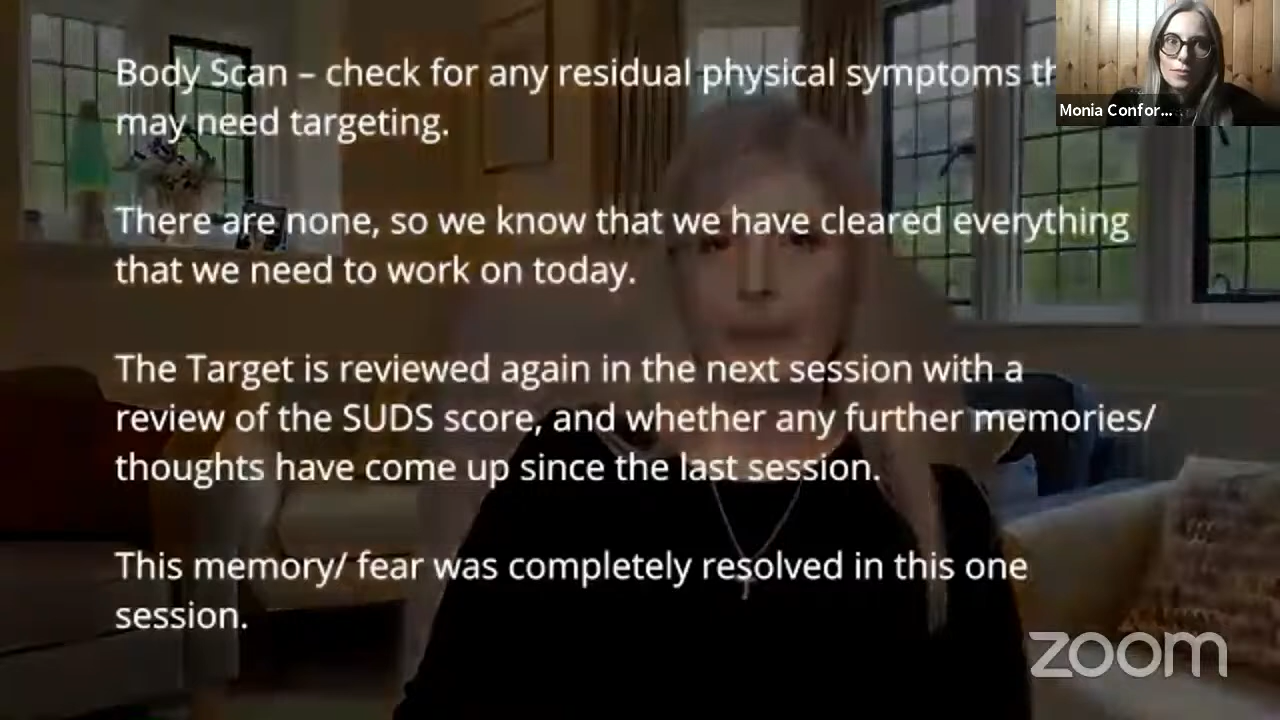 Body Scan – check for any residual physical symptoms th
may need targeting.
There are none, so we know that we have cleared everything
that we need to work on today.
The Target is reviewed again in the next session with a
review of the SUDS score, and whether any further memories/
thoughts have come up since the last session.
This memory/ fear was completely resolved in this one
session.
Monia Confor...
zoom